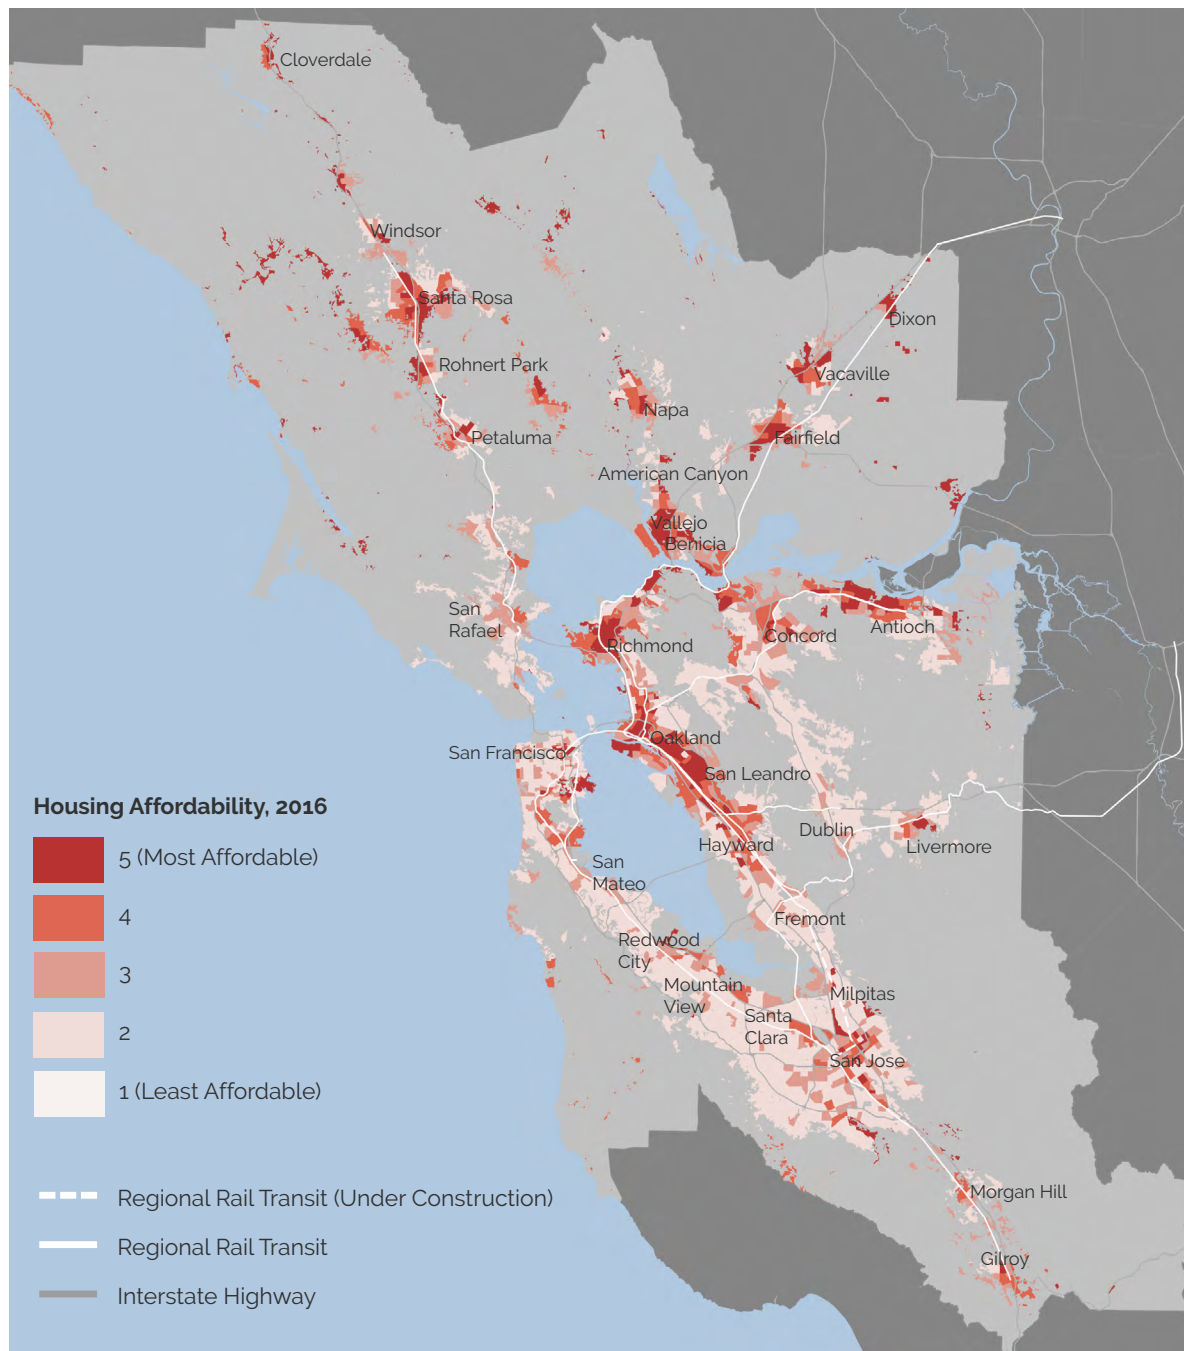 Cloverdale
Windsor
Santa Rosa
Dixon
Rohnert Park
Vacaville
Napa
Petaluma
Fairfield
American Canyon
Vallejo
Benicia
San
Rafael
Concord
Antioch
Richmond
Oakland
San Francisco
San Leandro
Housing Affordability, 2016
5 (Most Affordable)
4
3
2
1 (Least Affordable)
Dublin
Hayward
Livermore
San
Mateo
Fremont
Redwood
City
Mountain
View
Milpitas
Santa
Clara
San Jose
Morgan Hill
Gilroy
Regional Rail Transit (Under Construction)
Regional Rail Transit
Interstate Highway